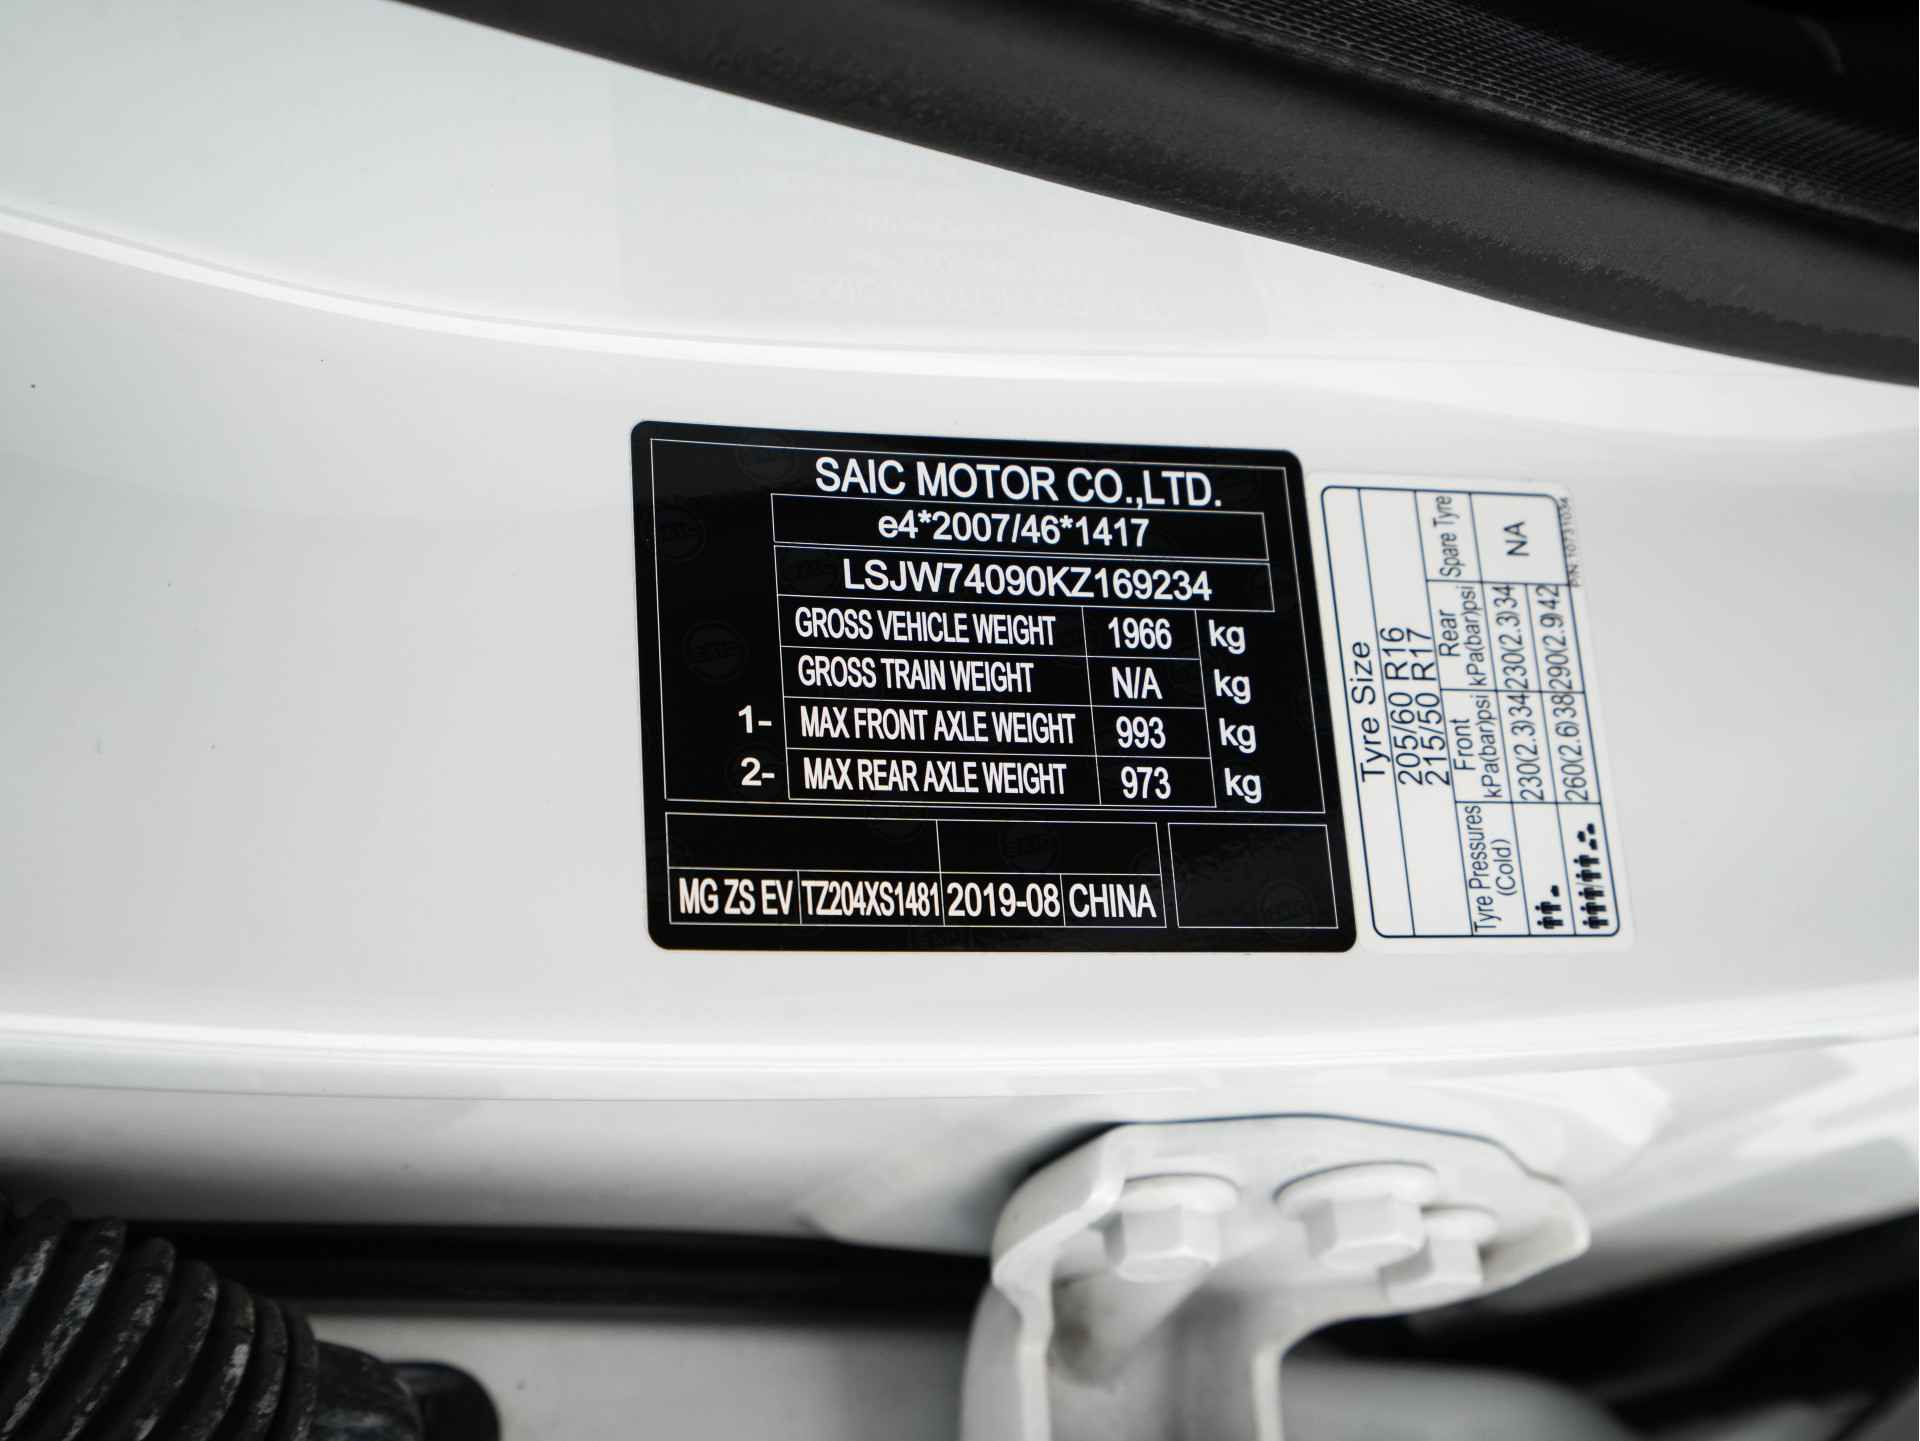 SAIC MOTOR CO.,LTD.
e4*2007/46*1417
LSJW74090KZ169234
GROSS VEHICLE WEIGHT 1966 kg
GROSS TRAIN WEIGHT N/A kg
1- MAX FRONT AXLE WEIGHT 993 kg
2- MAX REAR AXLE WEIGHT 973 kg
MG ZS EV TZ204XS1481 2019-08 CHINA
Tyre Size
205/60 R16
215/50 R17
Tyre Pressures (Cold) Front kPa(bar)psi Rear kPa(bar)psi Spare Tyre
230(2.3)34 230(2.3)34 NA
260(2.6)38 290(2.9)42
P/N 10731034